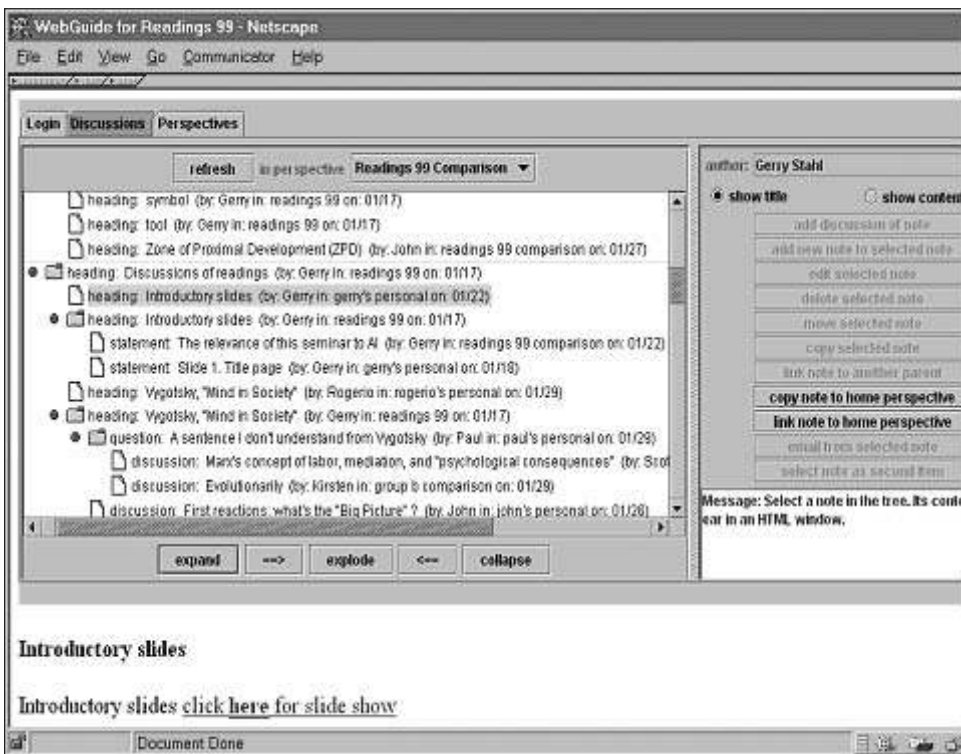 WebGuide for Readings 99 - Netscape
File Edit View Go Communicator Help
Login Discussions Perspectives
refresh in perspective Readings 99 Comparison
author: Gerry Stahl
show title show conten
heading: symbol (by: Gerry in: readings 99 on: 01/17)
heading: tool (by: Gerry in: readings 99 on: 01/17)
heading: Zone of Proximal Development (ZPD) (by: John in: readings 99 comparison on: 01/27)
heading: Discussions of readings (by: Gerry in: readings 99 on: 01/17)
heading: Introductory slides (by: Gerry in: gerry's personal on: 01/22)
heading: Introductory slides (by: Gerry in: readings 99 on: 01/17)
statement: The relevance of this seminar to AI (by: Gerry in: readings 99 comparison on: 01/22)
statement: Slide 1. Title page (by: Gerry in: gerry's personal on: 01/18)
heading: Vygotsky, "Mind in Society" (by: Rogerio in: rogerio's personal on: 01/29)
heading: Vygotsky, "Mind in Society" (by: Gerry in: readings 99 on: 01/17)
question: A sentence I don't understand from Vygotsky (by: Paul in: paul's personal on: 01/29)
discussion: Marx's concept of labor, mediation, and "psychological consequences" (by: Scot
discussion: Evolutionarily (by: Kirsten in: group b comparison on: 01/29)
discussion: First reactions: what's the "Big Picture" ? (by: John in: john's personal on: 01/26)
add discussion of note
add new note to selected note
edit selected note
delete selected note
move selected note
copy selected note
link note to another parent
copy note to home perspective
link note to home perspective
email from selected note
select note as second item
Message: Select a note in the tree. Its conte
ear in an HTML window.
expand ==> explode <== collapse
Introductory slides
Introductory slides click here for slide show
Document Done